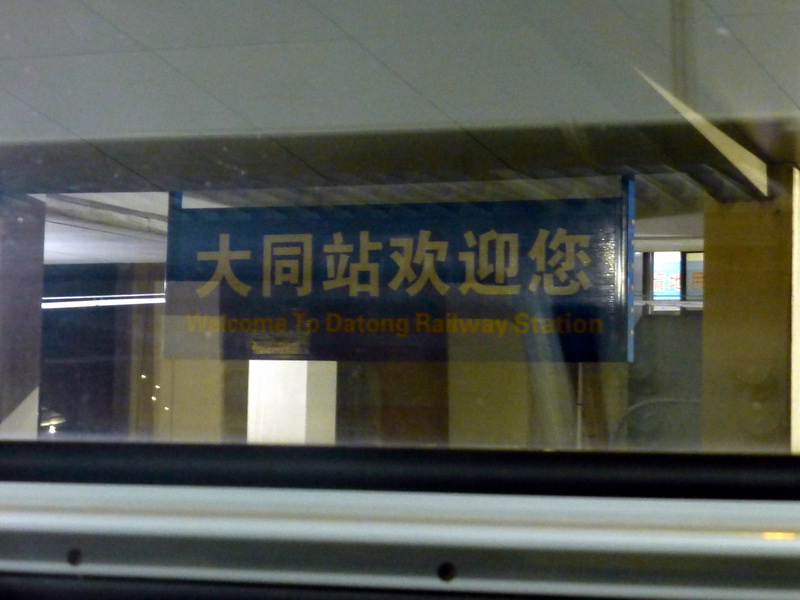 大同站欢迎您
Welcome To Datong Railway Station